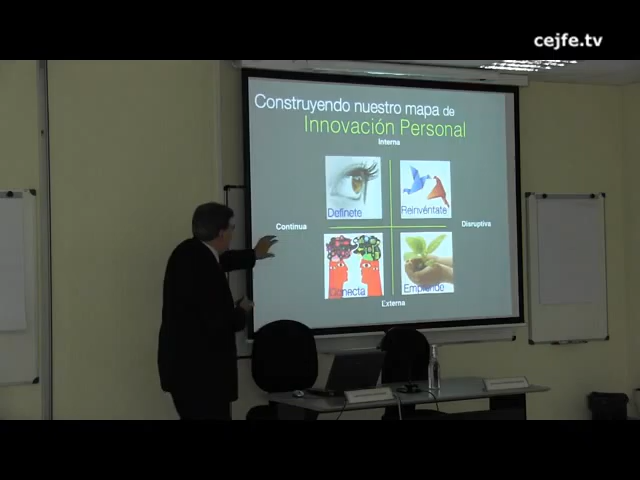 cejfe.tv
Construyendo nuestro mapa de
Innovación Personal
Interna
Defínete
Reinvéntate
Continua
Disruptiva
Conecta
Emprende
Externa